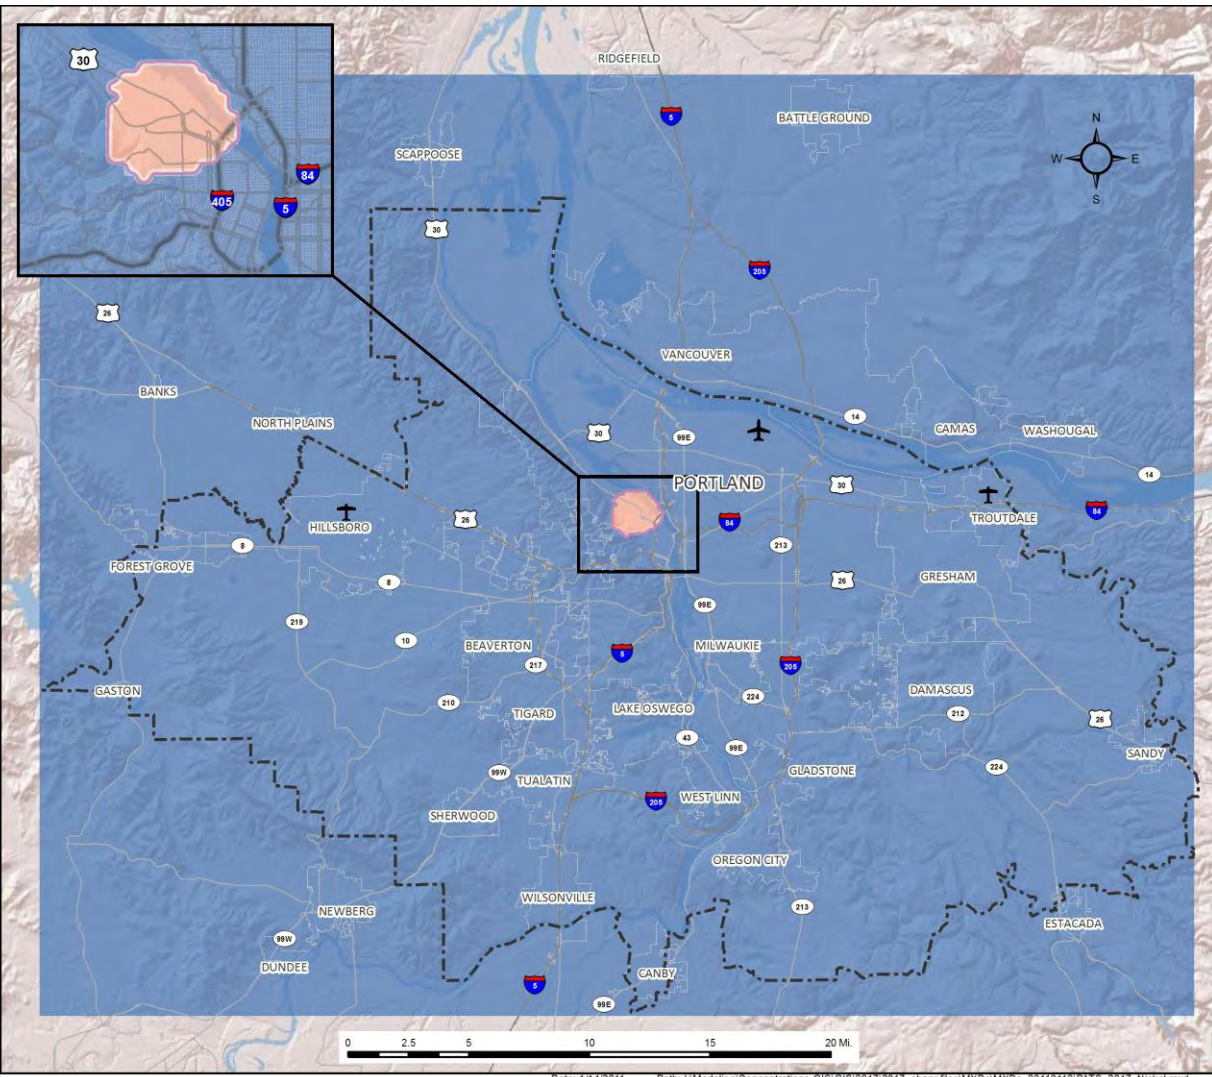 30
405
5
84
RIDGEFIELD
5
BATTLE GROUND
N
W
E
S
SCAPPOOSE
30
205
26
VANCOUVER
BANKS
NORTH PLAINS
14
CAMAS
WASHOUGAL
30
99E
14
PORTLAND
30
HILLSBORO
26
84
TROUTDALE
84
213
8
FOREST GROVE
8
26
GRESHAM
219
99E
10
BEAVERTON
5
MILWAUKIE
217
205
GASTON
210
TIGARD
LAKE OSWEGO
224
DAMASCUS
212
26
43
99E
SANDY
99W
TUALATIN
GLADSTONE
224
205
WEST LINN
SHERWOOD
OREGON CITY
WILSONVILLE
213
NEWBERG
ESTACADA
99W
DUNDEE
CANBY
5
99E
0 2.5 5 10 15 20 Mi.